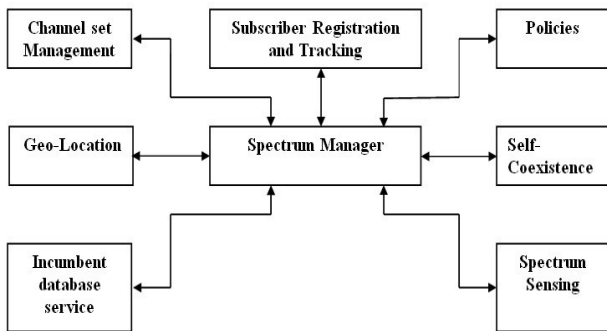 Channel set
Management
Subscriber Registration
and Tracking
Policies
Geo-Location
Spectrum Manager
Self-
Coexistence
Incumbent
database
service
Spectrum
Sensing